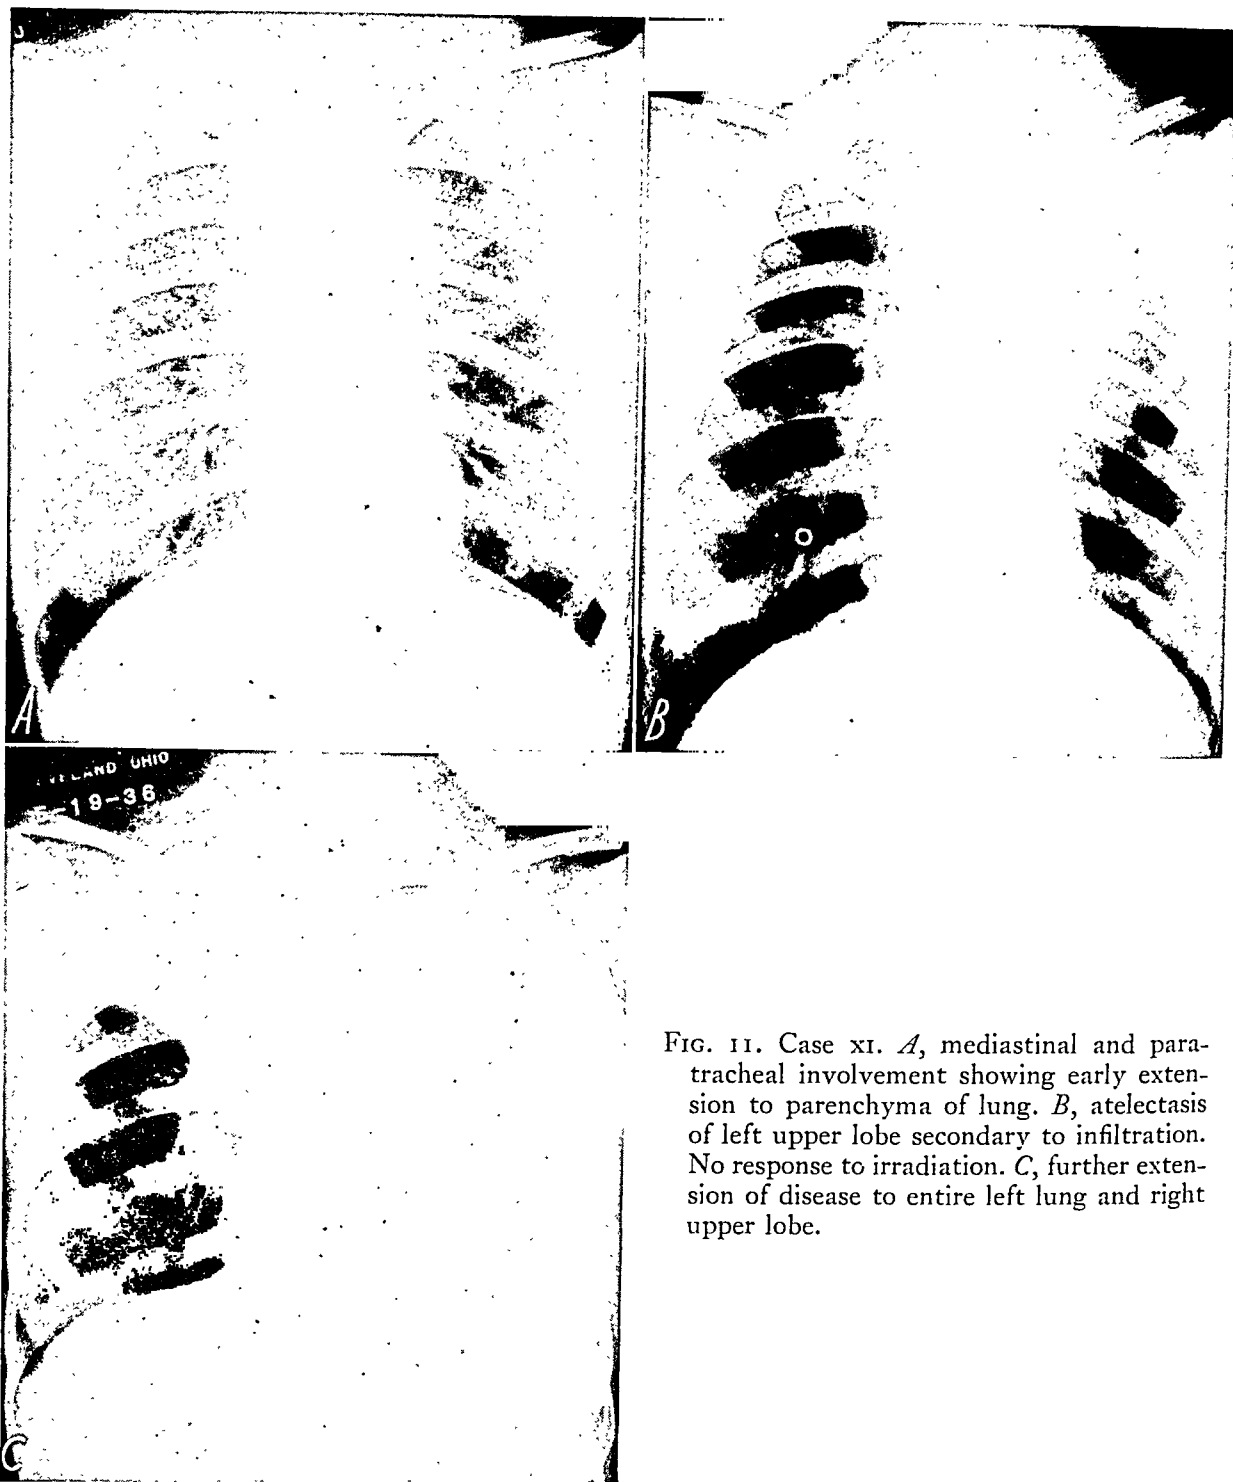 A
B
OHIO
-19-36
C
FIG. 11. Case XI. A, mediastinal and para-
tracheal involvement showing early exten-
sion to parenchyma of lung. B, atelectasis
of left upper lobe secondary to infiltration.
No response to irradiation. C, further exten-
sion of disease to entire left lung and right
upper lobe.